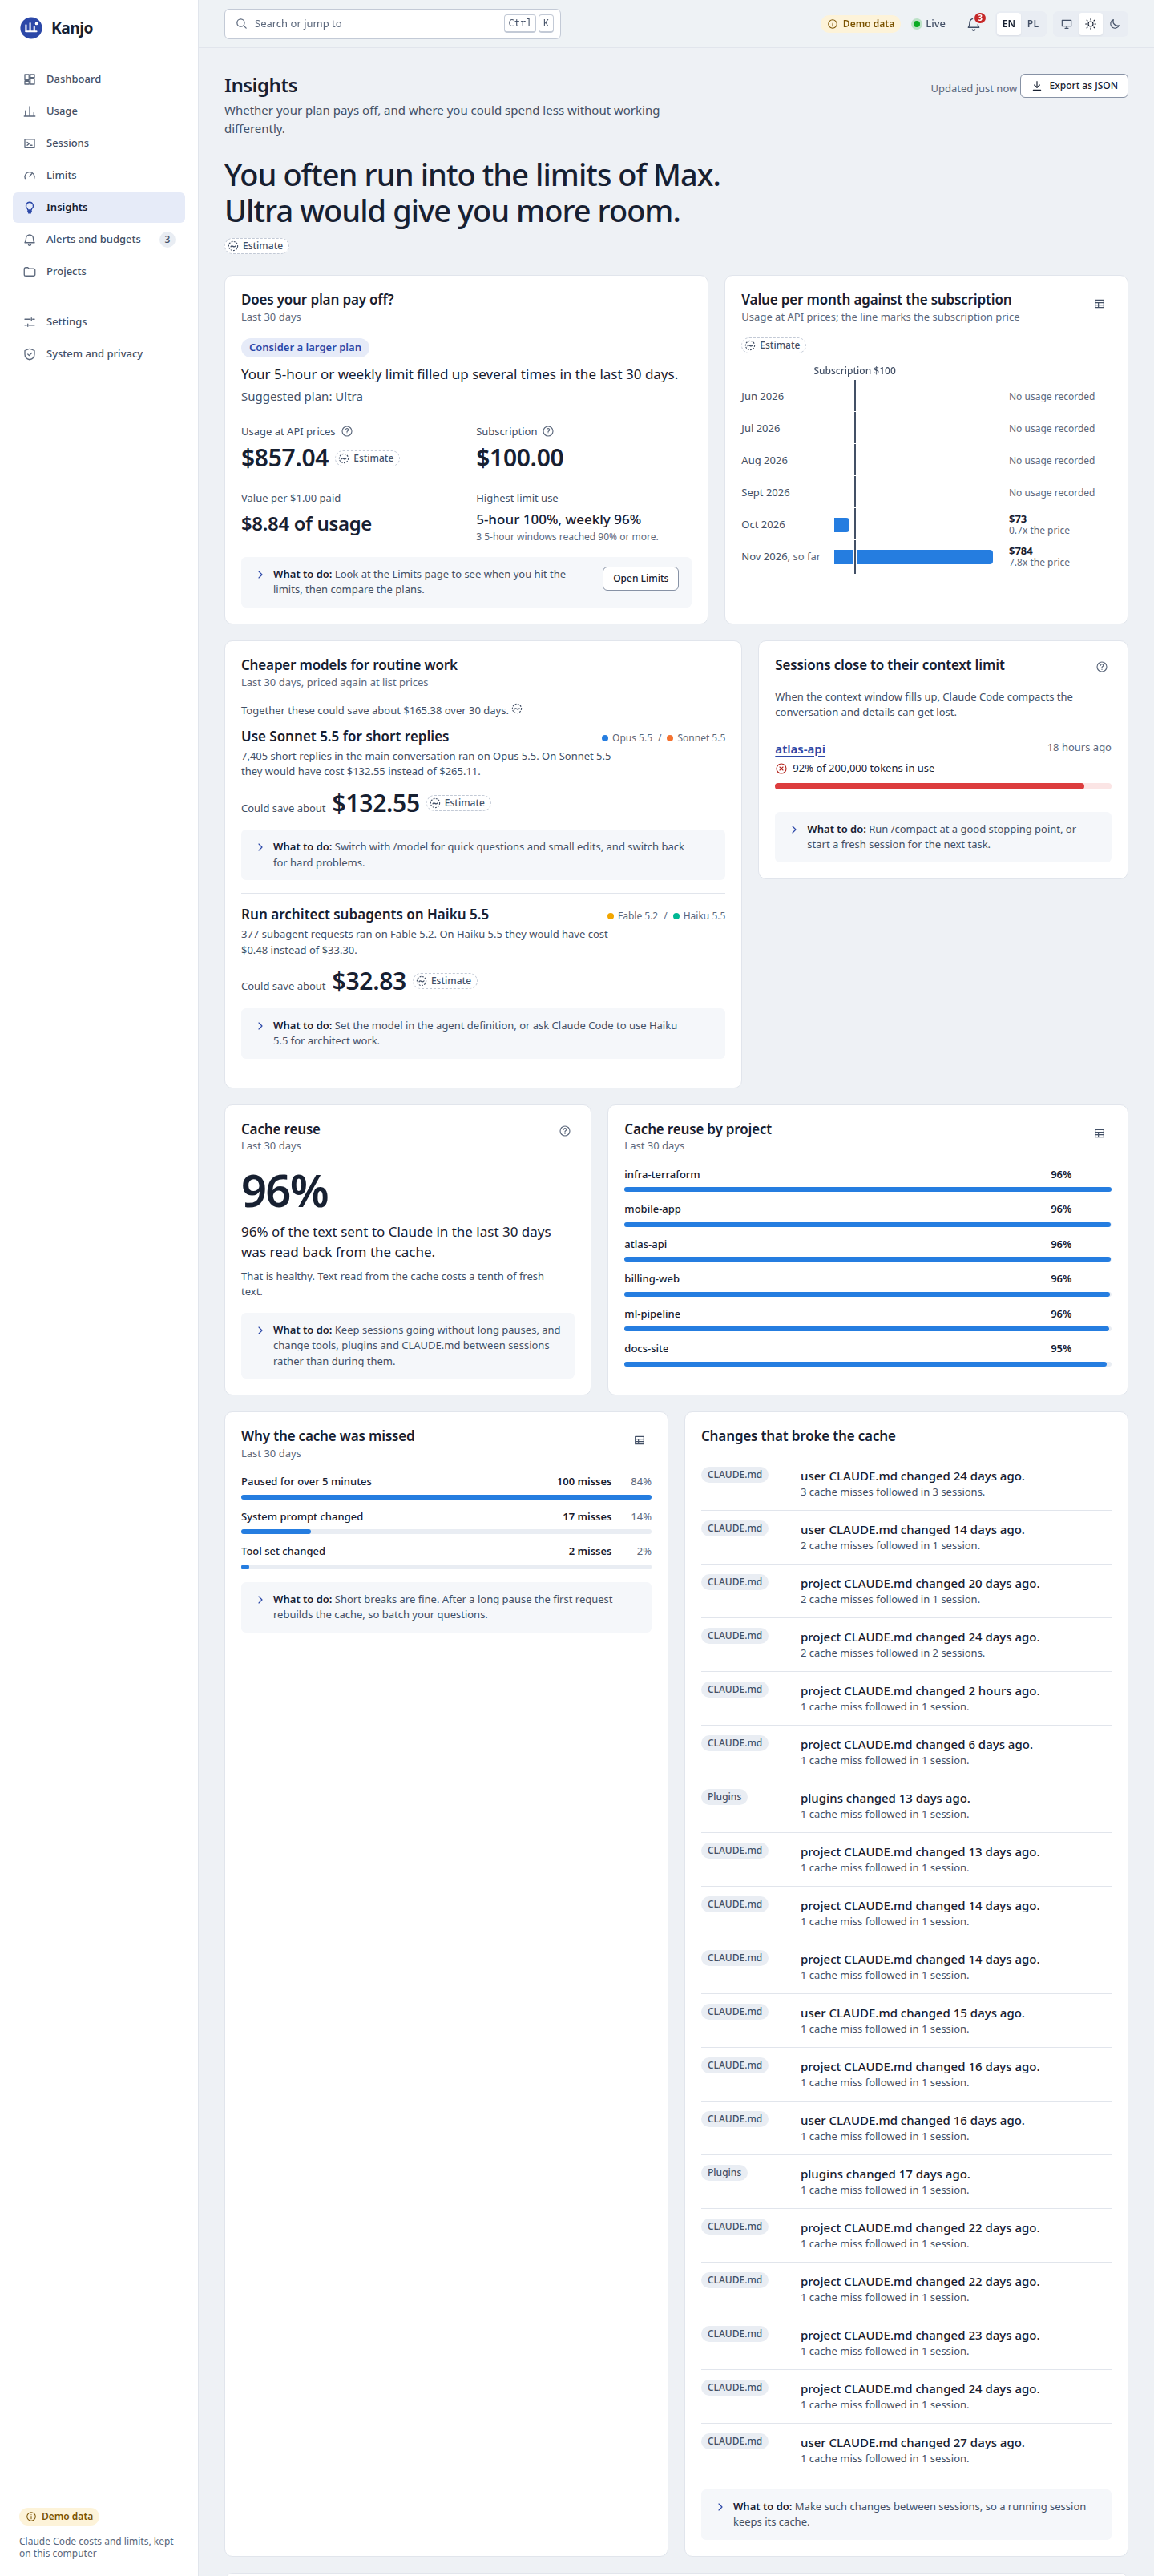 Kanjo
Search or jump to
Ctrl K
Demo data
Live
3
EN PL
Dashboard
Usage
Sessions
Limits
Insights
Alerts and budgets 3
Projects
Settings
System and privacy
Insights
Updated just now
Export as JSON
Whether your plan pays off, and where you could spend less without working
differently.
You often run into the limits of Max.
Ultra would give you more room.
Estimate
Does your plan pay off?
Last 30 days
Consider a larger plan
Your 5-hour or weekly limit filled up several times in the last 30 days.
Suggested plan: Ultra
Usage at API prices
$857.04 Estimate
Subscription
$100.00
Value per $1.00 paid
$8.84 of usage
Highest limit use
5-hour 100%, weekly 96%
3 5-hour windows reached 90% or more.
What to do: Look at the Limits page to see when you hit the
limits, then compare the plans.
Open Limits
Value per month against the subscription
Usage at API prices; the line marks the subscription price
Estimate
Subscription $100
Jun 2026 No usage recorded
Jul 2026 No usage recorded
Aug 2026 No usage recorded
Sept 2026 No usage recorded
Oct 2026 $73
0.7x the price
Nov 2026, so far $784
7.8x the price
Cheaper models for routine work
Last 30 days, priced again at list prices
Together these could save about $165.38 over 30 days.
Use Sonnet 5.5 for short replies
Opus 5.5 / Sonnet 5.5
7,405 short replies in the main conversation ran on Opus 5.5. On Sonnet 5.5
they would have cost $132.55 instead of $265.11.
Could save about $132.55 Estimate
What to do: Switch with /model for quick questions and small edits, and switch back
for hard problems.
Run architect subagents on Haiku 5.5
Fable 5.2 / Haiku 5.5
377 subagent requests ran on Fable 5.2. On Haiku 5.5 they would have cost
$0.48 instead of $33.30.
Could save about $32.83 Estimate
What to do: Set the model in the agent definition, or ask Claude Code to use Haiku
5.5 for architect work.
Sessions close to their context limit
When the context window fills up, Claude Code compacts the
conversation and details can get lost.
atlas-api 18 hours ago
92% of 200,000 tokens in use
What to do: Run /compact at a good stopping point, or
start a fresh session for the next task.
Cache reuse
Last 30 days
96%
96% of the text sent to Claude in the last 30 days
was read back from the cache.
That is healthy. Text read from the cache costs a tenth of fresh
text.
What to do: Keep sessions going without long pauses, and
change tools, plugins and CLAUDE.md between sessions
rather than during them.
Cache reuse by project
Last 30 days
infra-terraform 96%
mobile-app 96%
atlas-api 96%
billing-web 96%
ml-pipeline 96%
docs-site 95%
Why the cache was missed
Last 30 days
Paused for over 5 minutes 100 misses 84%
System prompt changed 17 misses 14%
Tool set changed 2 misses 2%
What to do: Short breaks are fine. After a long pause the first request
rebuilds the cache, so batch your questions.
Changes that broke the cache
CLAUDE.md user CLAUDE.md changed 24 days ago.
3 cache misses followed in 3 sessions.
CLAUDE.md user CLAUDE.md changed 14 days ago.
2 cache misses followed in 1 session.
CLAUDE.md project CLAUDE.md changed 20 days ago.
2 cache misses followed in 1 session.
CLAUDE.md project CLAUDE.md changed 24 days ago.
2 cache misses followed in 2 sessions.
CLAUDE.md project CLAUDE.md changed 2 hours ago.
1 cache miss followed in 1 session.
CLAUDE.md project CLAUDE.md changed 6 days ago.
1 cache miss followed in 1 session.
Plugins plugins changed 13 days ago.
1 cache miss followed in 1 session.
CLAUDE.md project CLAUDE.md changed 13 days ago.
1 cache miss followed in 1 session.
CLAUDE.md project CLAUDE.md changed 14 days ago.
1 cache miss followed in 1 session.
CLAUDE.md project CLAUDE.md changed 14 days ago.
1 cache miss followed in 1 session.
CLAUDE.md user CLAUDE.md changed 15 days ago.
1 cache miss followed in 1 session.
CLAUDE.md project CLAUDE.md changed 16 days ago.
1 cache miss followed in 1 session.
CLAUDE.md user CLAUDE.md changed 16 days ago.
1 cache miss followed in 1 session.
Plugins plugins changed 17 days ago.
1 cache miss followed in 1 session.
CLAUDE.md project CLAUDE.md changed 22 days ago.
1 cache miss followed in 1 session.
CLAUDE.md project CLAUDE.md changed 22 days ago.
1 cache miss followed in 1 session.
CLAUDE.md project CLAUDE.md changed 23 days ago.
1 cache miss followed in 1 session.
CLAUDE.md project CLAUDE.md changed 24 days ago.
1 cache miss followed in 1 session.
CLAUDE.md user CLAUDE.md changed 27 days ago.
1 cache miss followed in 1 session.
What to do: Make such changes between sessions, so a running session
keeps its cache.
Demo data
Claude Code costs and limits, kept
on this computer